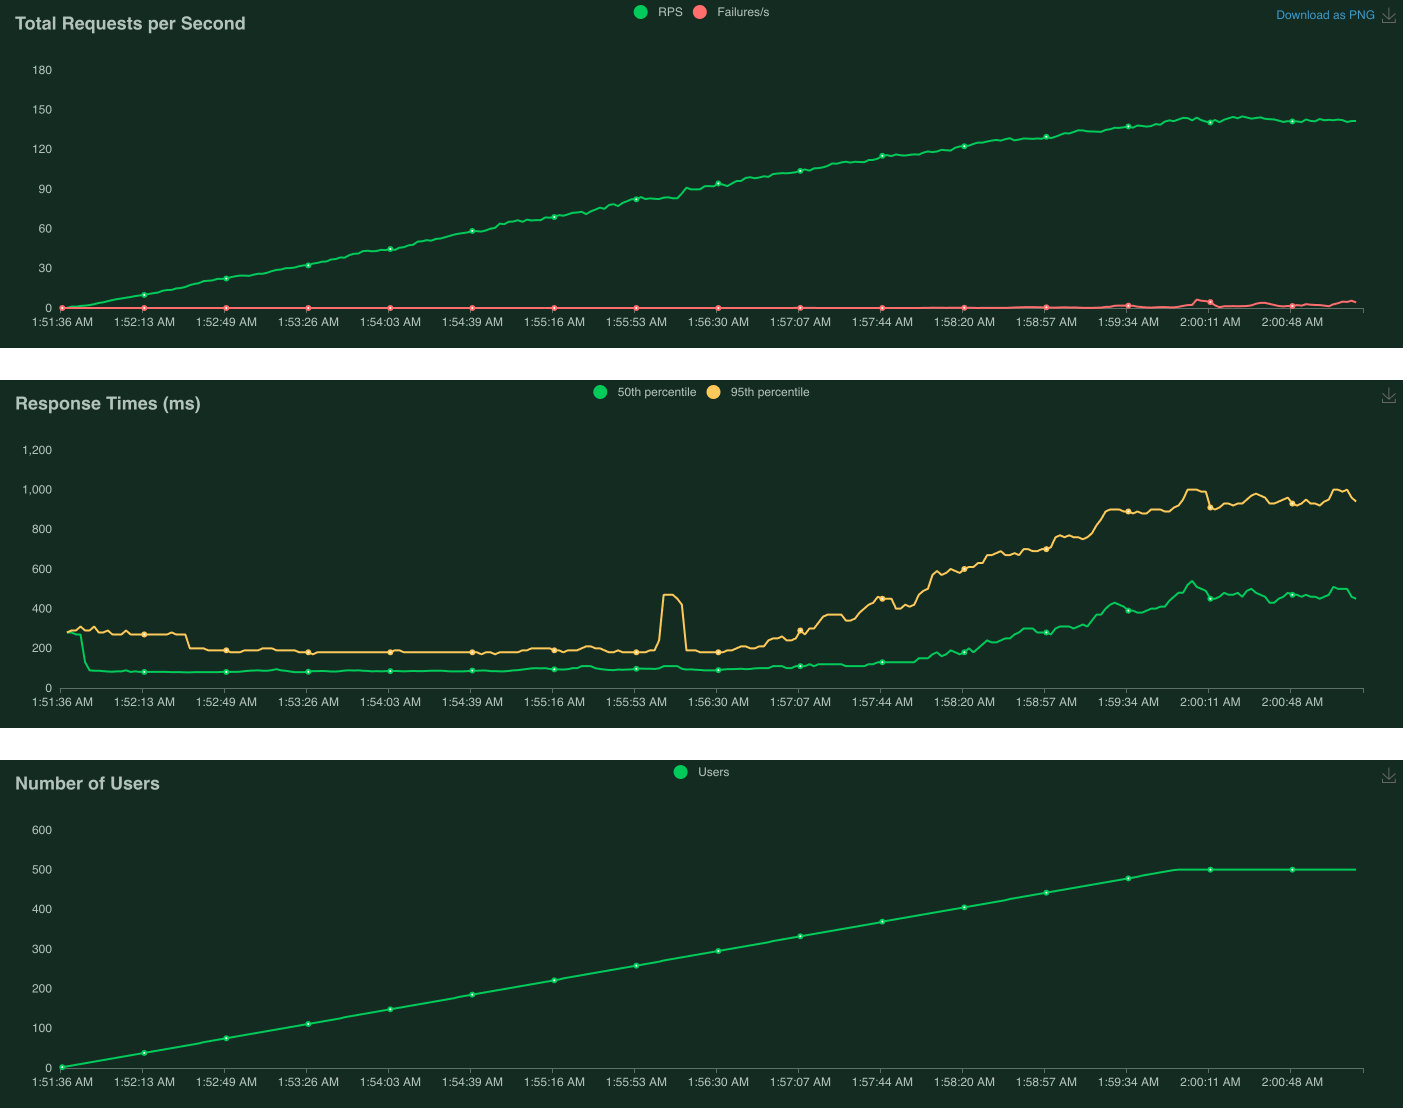 Total Requests per Second
RPS Failures/s
Download as PNG
180
150
120
90
60
30
0
1:51:36 AM 1:52:13 AM 1:52:49 AM 1:53:26 AM 1:54:03 AM 1:54:39 AM 1:55:16 AM 1:55:53 AM 1:56:30 AM 1:57:07 AM 1:57:44 AM 1:58:20 AM 1:58:57 AM 1:59:34 AM 2:00:11 AM 2:00:48 AM
Response Times (ms)
50th percentile 95th percentile
1,200
1,000
800
600
400
200
0
1:51:36 AM 1:52:13 AM 1:52:49 AM 1:53:26 AM 1:54:03 AM 1:54:39 AM 1:55:16 AM 1:55:53 AM 1:56:30 AM 1:57:07 AM 1:57:44 AM 1:58:20 AM 1:58:57 AM 1:59:34 AM 2:00:11 AM 2:00:48 AM
Number of Users
Users
600
500
400
300
200
100
0
1:51:36 AM 1:52:13 AM 1:52:49 AM 1:53:26 AM 1:54:03 AM 1:54:39 AM 1:55:16 AM 1:55:53 AM 1:56:30 AM 1:57:07 AM 1:57:44 AM 1:58:20 AM 1:58:57 AM 1:59:34 AM 2:00:11 AM 2:00:48 AM